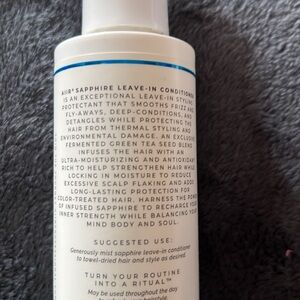 AIIR® SAPPHIRE LEAVE-IN CONDITIONER
IS AN EXCEPTIONAL LEAVE-IN STYLING
PROTECTANT THAT SMOOTHS FRIZZ AND
FLY-AWAYS, DEEP-CONDITIONS, AND
DETANGLES WHILE PROTECTING THE
HAIR FROM THERMAL STYLING AND
ENVIRONMENTAL DAMAGE. AN EXCLUSIVE
FERMENTED GREEN TEA SEED BLEND
INFUSES THE HAIR WITH AN
ULTRA-MOISTURIZING AND ANTIOXIDANT
RICH TO HELP STRENGTHEN HAIR WHILE
LOCKING IN MOISTURE TO REDUCE
EXCESSIVE SCALP FLAKING AND ADDS
LONG-LASTING PROTECTION FOR
COLOR-TREATED HAIR. HARNESS THE POWER
OF INFUSED SAPPHIRE TO RECHARGE YOUR
INNER STRENGTH WHILE BALANCING YOUR
MIND BODY AND SOUL.
SUGGESTED USE:
Generously mist sapphire leave-in conditioner
to towel-dried hair and style as desired.
TURN YOUR ROUTINE
INTO A RITUAL™
May be used throughout the day